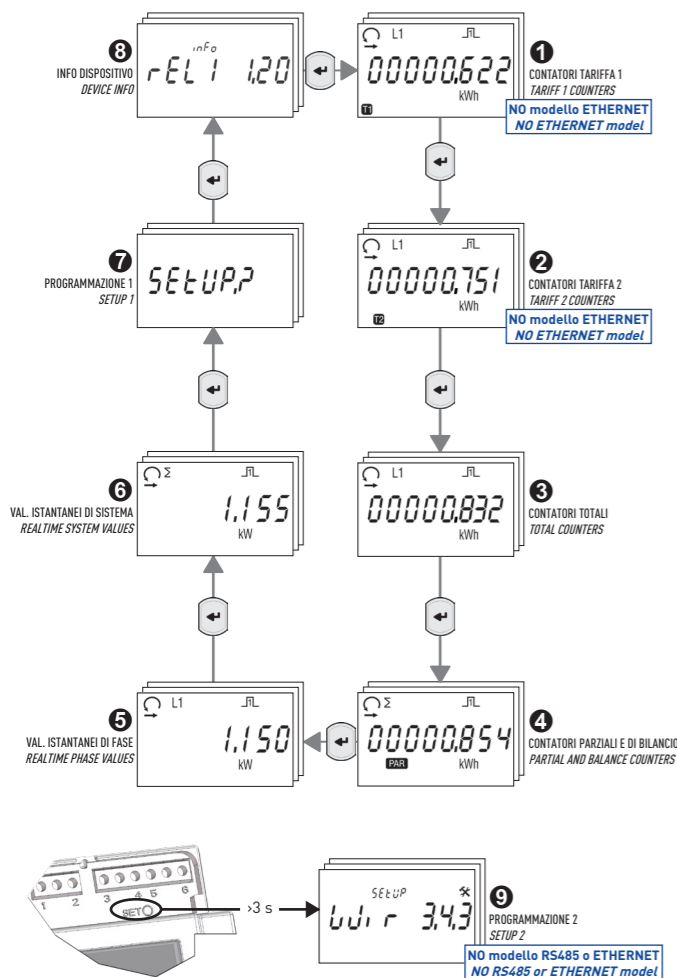 8
INFO DISPOSITIVO
DEVICE INFO
info
rEL1 1,20
1
CONTATORI TARIFFA 1
TARIFF 1 COUNTERS
NO modello ETHERNET
NO ETHERNET model
L1
00000,622
kWh
T1
7
PROGRAMMAZIONE 1
SETUP 1
SEtUP,?
2
CONTATORI TARIFFA 2
TARIFF 2 COUNTERS
NO modello ETHERNET
NO ETHERNET model
L1
00000,751
kWh
T2
6
VAL. ISTANTANEI DI SISTEMA
REALTIME SYSTEM VALUES
Σ
1,155
kW
3
CONTATORI TOTALI
TOTAL COUNTERS
L1
00000,832
kWh
5
VAL. ISTANTANEI DI FASE
REALTIME PHASE VALUES
L1
1,150
kW
4
CONTATORI PARZIALI E DI BILANCIO
PARTIAL AND BALANCE COUNTERS
Σ
00000,854
PAR kWh
1 2 3 4 5 6
SET
>3 s
SEtUP
Wir 3,4,3
9
PROGRAMMAZIONE 2
SETUP 2
NO modello RS485 o ETHERNET
NO RS485 or ETHERNET model